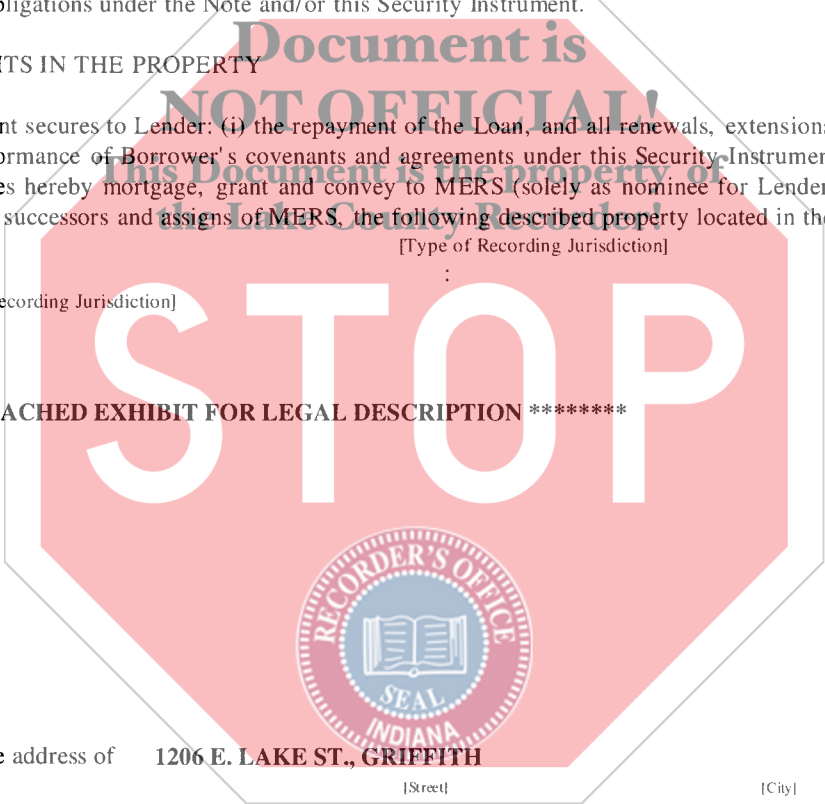 bligations under the Note and/or this Security Instrument.
Document is
TS IN THE PROPERTY
NOT OFFICIAL!
nt secures to Lender: (i) the repayment of the Loan, and all renewals, extensions
ormance of Borrower's covenants and agreements under this Security Instrumen
This Document is the property of
es hereby mortgage, grant and convey to MERS (solely as nominee for Lender
the Lake County Recorder!
successors and assigns of MERS, the following described property located in the
[Type of Recording Jurisdiction]
:
ecording Jurisdiction]
STOP
ACHED EXHIBIT FOR LEGAL DESCRIPTION ********
RECORDER'S OFFICE
SEAL
INDIANA
e address of 1206 E. LAKE ST., GRIFFITH
[Street] [City]